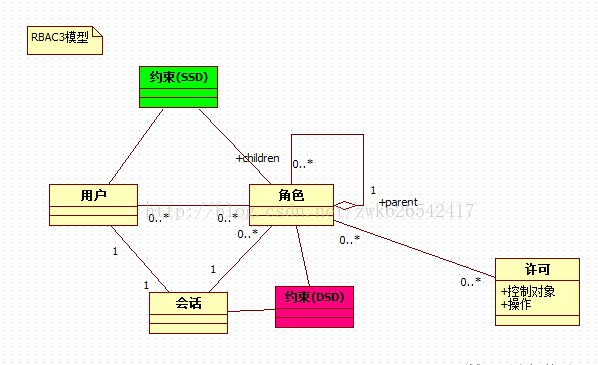 RBAC3模型
约束(SSD)
+children
0..*
用户
角色
1
+parent
http://blog.csdn.net/zwk626542417
0..*
0..*
0..*
0..*
1
1
1
0..*
许可
+控制对象
+操作
会话
约束(DSD)